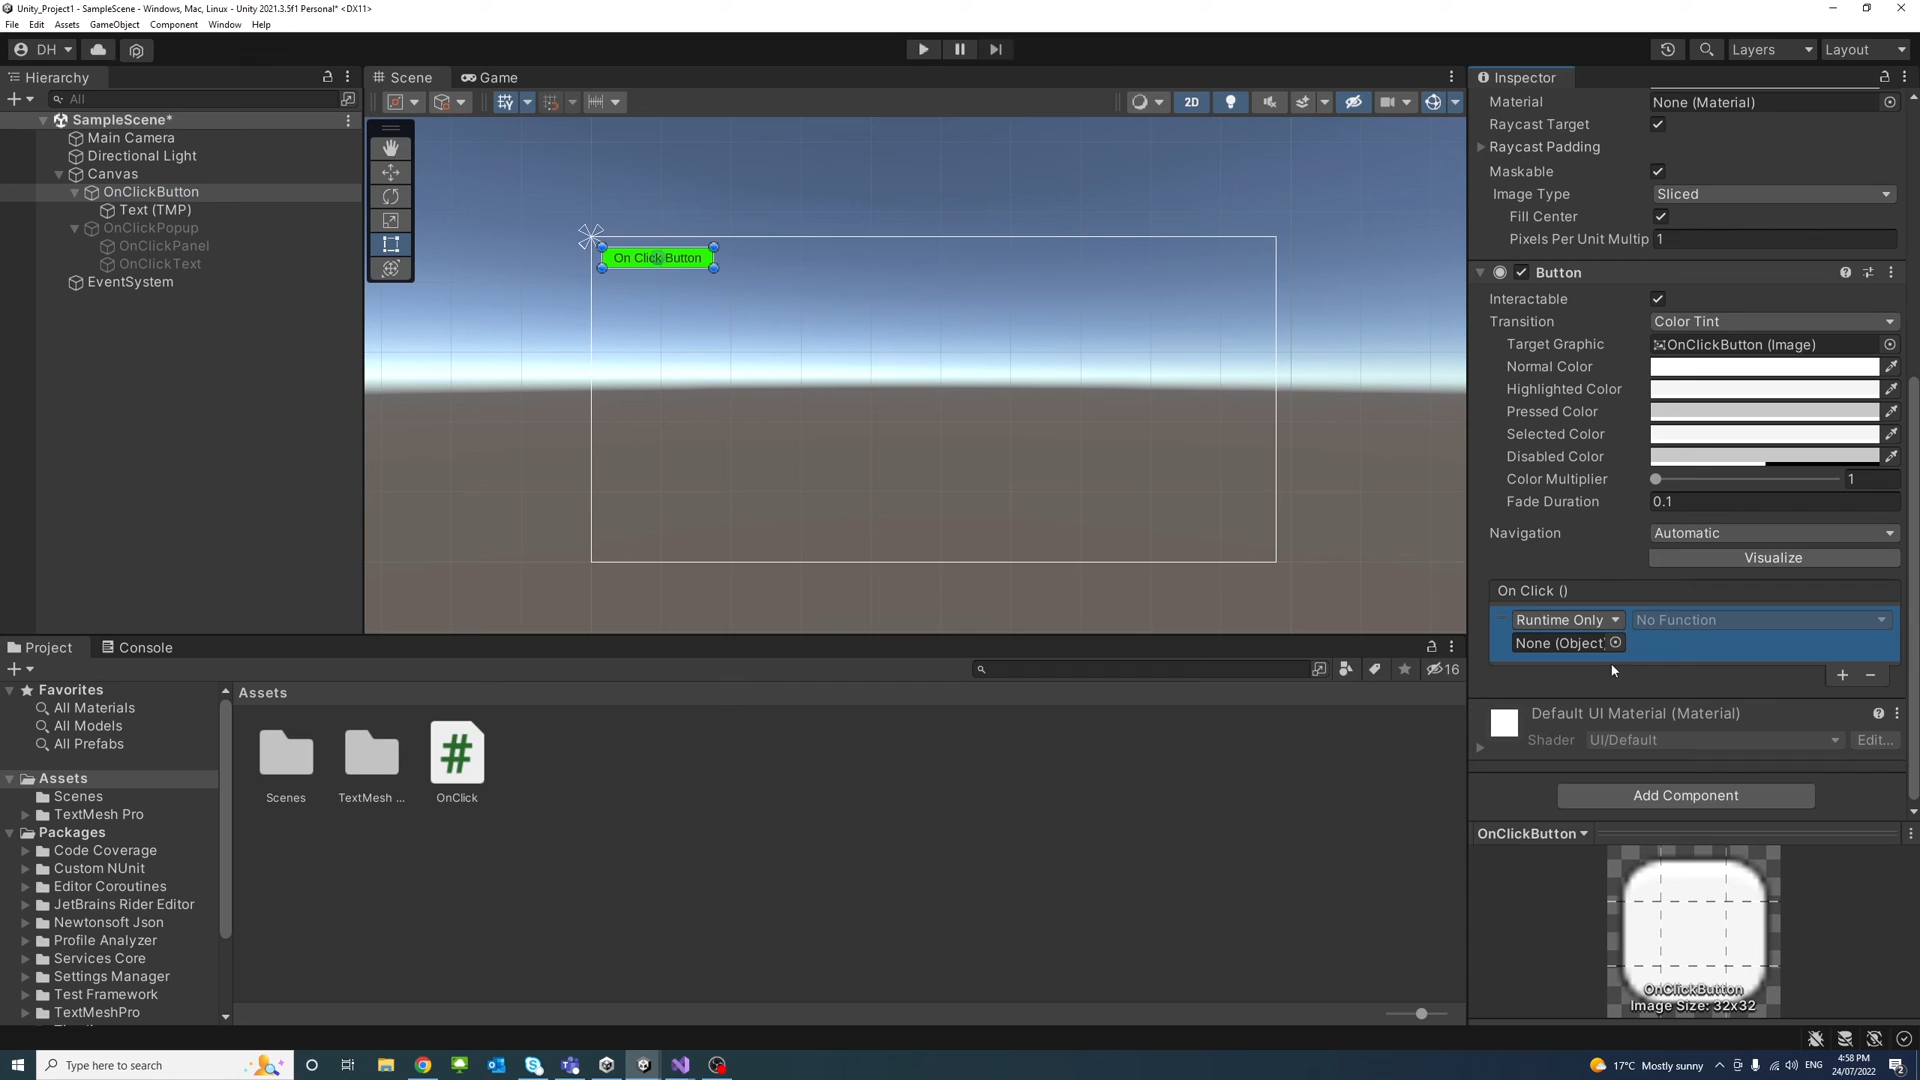 Unity_Project1 - SampleScene - Windows, Mac, Linux - Unity 2021.3.5f1 Personal* <DX11>
File Edit Assets GameObject Component Window Help
DH
Layers
Layout
Hierarchy
All
SampleScene*
Main Camera
Directional Light
Canvas
OnClickButton
Text (TMP)
OnClickPopup
OnClickPanel
OnClickText
EventSystem
Scene
Game
2D
On Click Button
Inspector
Material None (Material)
Raycast Target
Raycast Padding
Maskable
Image Type Sliced
Fill Center
Pixels Per Unit Multip 1
Button
Interactable
Transition Color Tint
Target Graphic OnClickButton (Image)
Normal Color
Highlighted Color
Pressed Color
Selected Color
Disabled Color
Color Multiplier 1
Fade Duration 0.1
Navigation Automatic
Visualize
On Click ()
Runtime Only No Function
None (Object)
Default UI Material (Material)
Shader UI/Default Edit...
Add Component
OnClickButton
OnClickButton
Image Size: 32x32
Project Console
16
Favorites
All Materials
All Models
All Prefabs
Assets
Scenes
TextMesh Pro
Packages
Code Coverage
Custom NUnit
Editor Coroutines
JetBrains Rider Editor
Newtonsoft Json
Profile Analyzer
Services Core
Settings Manager
Test Framework
TextMeshPro
Assets
Scenes
TextMesh ...
OnClick
Type here to search
17°C Mostly sunny
ENG
4:58 PM
24/07/2022
2